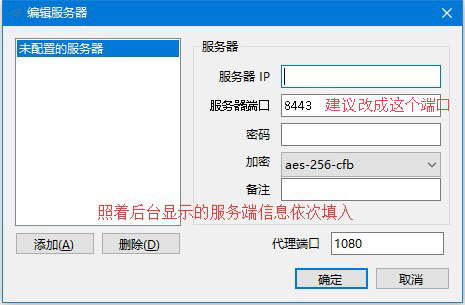 编辑服务器
未配置的服务器
服务器
服务器 IP
服务器端口 8443 建议改成这个端口
密码
加密 aes-256-cfb
备注
照着后台显示的服务端信息依次填入
添加(A) 删除(D) 代理端口 1080
确定 取消